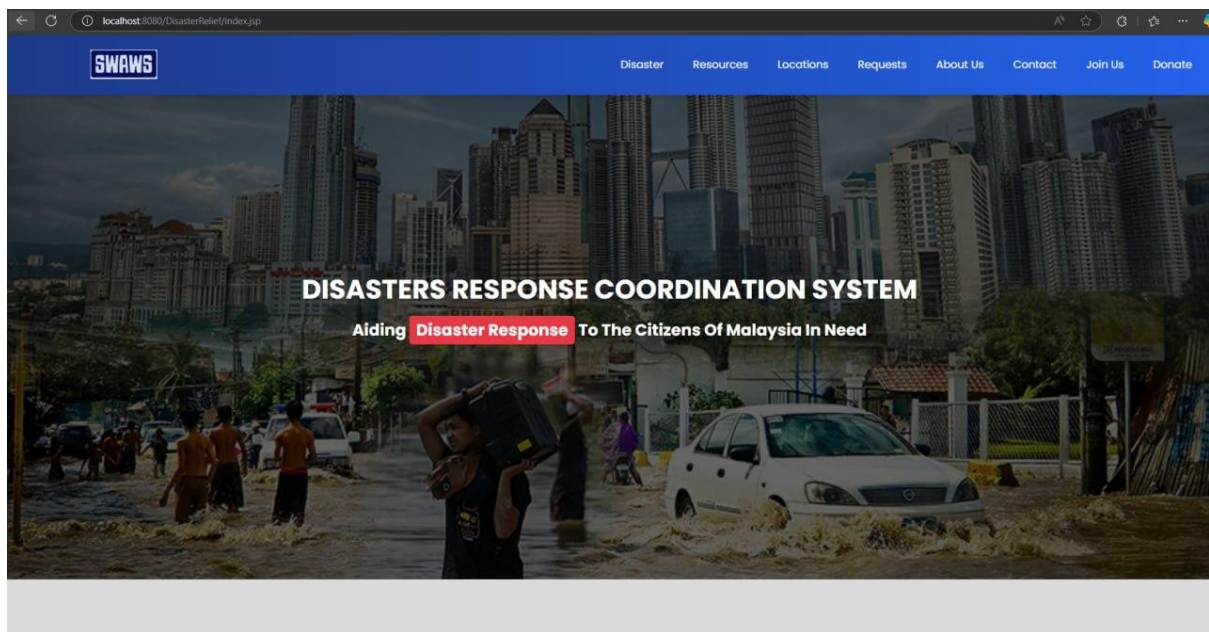 localhost:8080/DisasterRelief/index.jsp
SWAWS
Disaster Resources Locations Requests About Us Contact Join Us Donate
DISASTERS RESPONSE COORDINATION SYSTEM
Aiding Disaster Response To The Citizens Of Malaysia In Need